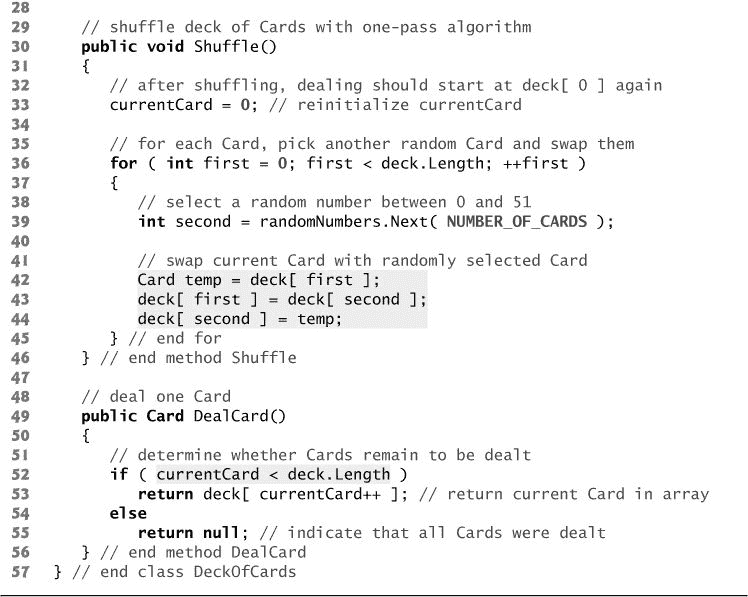 28
29 // shuffle deck of Cards with one-pass algorithm
30 public void Shuffle()
31 {
32 // after shuffling, dealing should start at deck[ 0 ] again
33 currentCard = 0; // reinitialize currentCard
34
35 // for each Card, pick another random Card and swap them
36 for ( int first = 0; first < deck.Length; ++first )
37 {
38 // select a random number between 0 and 51
39 int second = randomNumbers.Next( NUMBER_OF_CARDS );
40
41 // swap current Card with randomly selected Card
42 Card temp = deck[ first ];
43 deck[ first ] = deck[ second ];
44 deck[ second ] = temp;
45 } // end for
46 } // end method Shuffle
47
48 // deal one Card
49 public Card DealCard()
50 {
51 // determine whether Cards remain to be dealt
52 if ( currentCard < deck.Length )
53 return deck[ currentCard++ ]; // return current Card in array
54 else
55 return null; // indicate that all Cards were dealt
56 } // end method DealCard
57 } // end class DeckOfCards